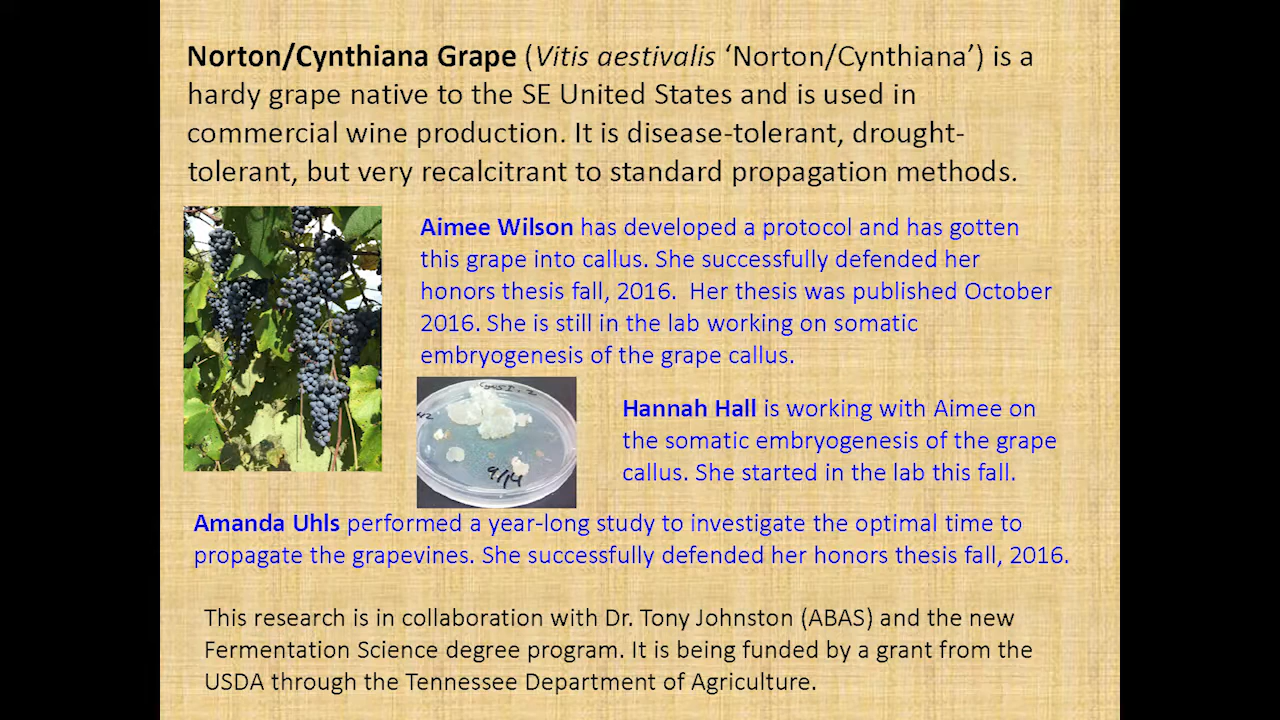 Norton/Cynthiana Grape (Vitis aestivalis ‘Norton/Cynthiana’) is a
hardy grape native to the SE United States and is used in
commercial wine production. It is disease-tolerant, drought-
tolerant, but very recalcitrant to standard propagation methods.
Aimee Wilson has developed a protocol and has gotten
this grape into callus. She successfully defended her
honors thesis fall, 2016.  Her thesis was published October
2016. She is still in the lab working on somatic
embryogenesis of the grape callus.
9/14
Hannah Hall is working with Aimee on
the somatic embryogenesis of the grape
callus. She started in the lab this fall.
Amanda Uhls performed a year-long study to investigate the optimal time to
propagate the grapevines. She successfully defended her honors thesis fall, 2016.
This research is in collaboration with Dr. Tony Johnston (ABAS) and the new
Fermentation Science degree program. It is being funded by a grant from the
USDA through the Tennessee Department of Agriculture.